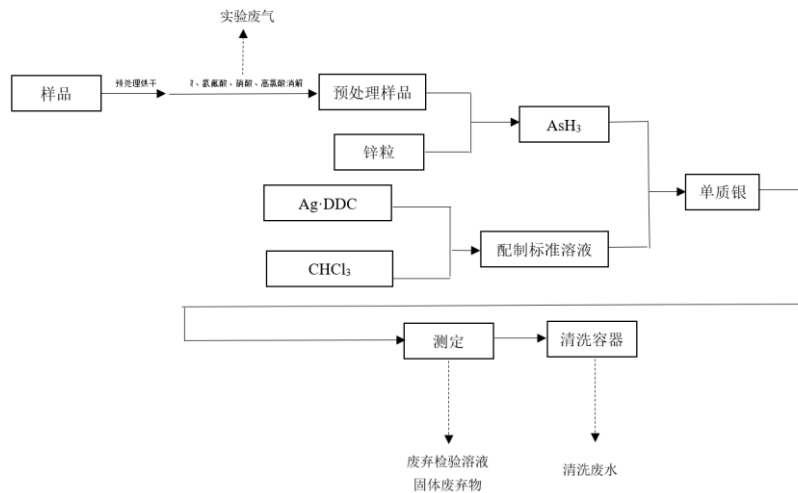 实验废气
样品
预处理烘干
、氢氟酸、硝酸、高氯酸消解
预处理样品
锌粒
AsH₃
Ag·DDC
CHCl₃
配制标准溶液
单质银
测定
清洗容器
废弃检验溶液
固体废弃物
清洗废水